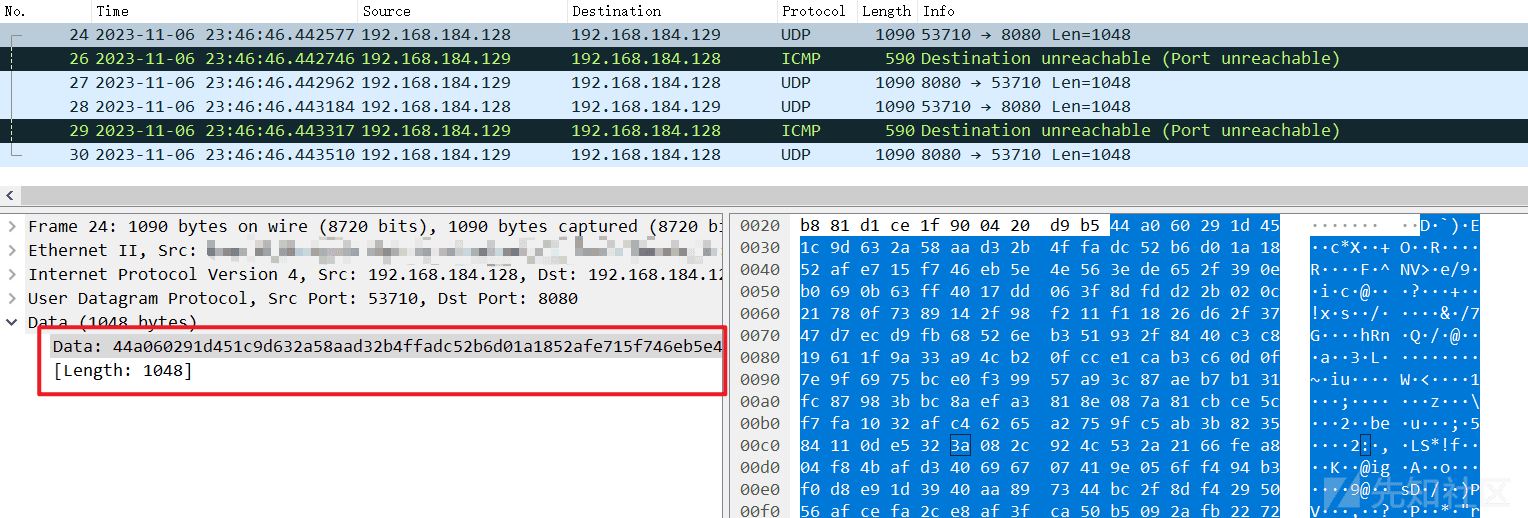 No. Time Source Destination Protocol Length Info
24 2023-11-06 23:46:46.442577 192.168.184.128 192.168.184.129 UDP 1090 53710 → 8080 Len=1048
26 2023-11-06 23:46:46.442746 192.168.184.129 192.168.184.128 ICMP 590 Destination unreachable (Port unreachable)
27 2023-11-06 23:46:46.442962 192.168.184.128 192.168.184.129 UDP 1090 8080 → 53710 Len=1048
28 2023-11-06 23:46:46.443184 192.168.184.128 192.168.184.129 UDP 1090 53710 → 8080 Len=1048
29 2023-11-06 23:46:46.443317 192.168.184.129 192.168.184.128 ICMP 590 Destination unreachable (Port unreachable)
30 2023-11-06 23:46:46.443510 192.168.184.128 192.168.184.129 UDP 1090 8080 → 53710 Len=1048
Frame 24: 1090 bytes on wire (8720 bits), 1090 bytes captured (8720 bi
Ethernet II, Src:
Internet Protocol Version 4, Src: 192.168.184.128, Dst: 192.168.184.12
User Datagram Protocol, Src Port: 53710, Dst Port: 8080
Data (1048 bytes)
Data: 44a060291d451c9d632a58aad32b4ffadc52b6d01a1852afe715f746eb5e4
[Length: 1048]
0020 b8 81 d1 ce 1f 90 04 20 d9 b5 44 a0 60 29 1d 45 ······· ··D·`)·E
0030 1c 9d 63 2a 58 aa d3 2b 4f fa dc 52 b6 d0 1a 18 ··c*X··+ O··R····
0040 52 af e7 15 f7 46 eb 5e 4e 56 3e de 65 2f 39 0e R····F·^ NV>·e/9·
0050 b0 69 0b 63 ff 40 17 dd 06 3f 8d fd d2 2b 02 0c ·i·c·@·· ·?···+··
0060 21 78 0f 73 89 14 2f 98 f2 11 f1 18 26 d6 2f 37 !x·s··/· ····&·/7
0070 47 d7 ec d9 fb 68 52 6e b3 51 93 2f 84 40 c3 c8 G····hRn ·Q·/·@··
0080 19 61 1f 9a 33 a9 4c b2 0f cc e1 ca b3 c6 0d 0f ·a··3·L· ········
0090 7e 9f 69 75 bc e0 f3 99 57 a9 3c 87 ae b7 b1 31 ~·iu···· W·<····1
00a0 fc 87 98 3b bc 8a ef a3 81 8e 08 7a 81 cb ce 5c ···;···· ···z···\
00b0 f7 fa 10 32 af c4 62 65 a2 75 9f c5 ab 3b 82 35 ···2··be ·u···;·5
00c0 84 11 0d e5 32 3a 08 2c 92 4c 53 2a 21 66 fe a8 ····2:·, ·LS*!f··
00d0 04 f8 4b af d3 40 69 67 07 41 9e 05 6f f4 94 b3 ··K··@ig ·A··o···
00e0 f0 d8 e9 1d 39 40 aa 89 73 44 bc 2f 8d f4 29 50 ····9@·· sD·/··)P
00f0 56 af ce fa 2c e8 af 3f ca 50 b5 09 2a fb 22 72 V···,··? ·P··*·"r
先知社区